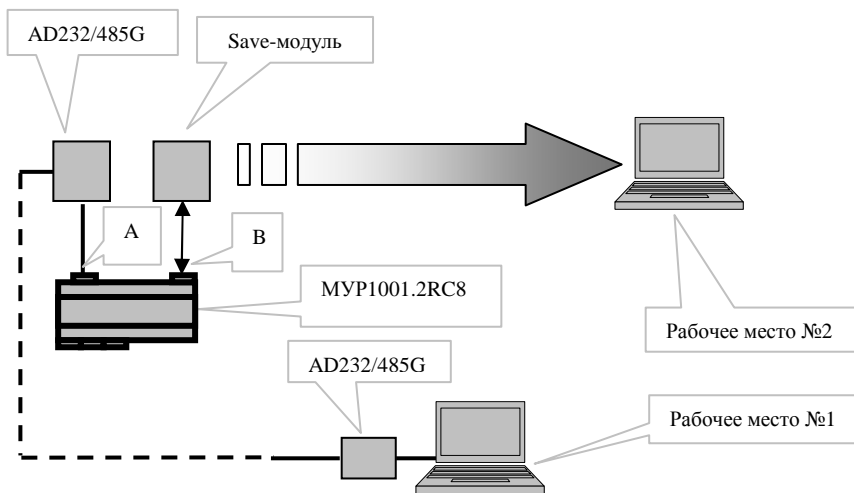 AD232/485G
Save-модуль
A
B
МУР1001.2RC8
Рабочее место №2
AD232/485G
Рабочее место №1